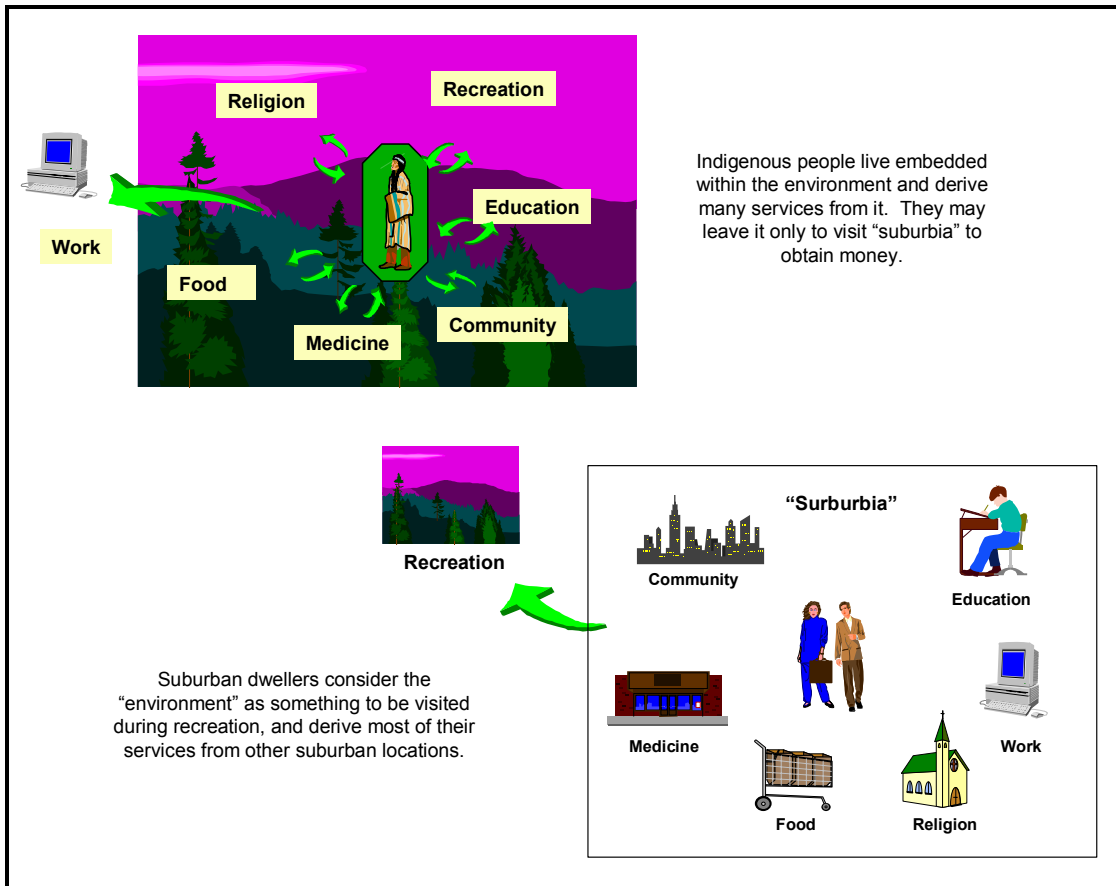 Religion
Recreation
Indigenous people live embedded
within the environment and derive
many services from it.  They may
leave it only to visit “suburbia” to
obtain money.
Education
Work
Food
Community
Medicine
“Surburbia”
Community
Education
Recreation
Suburban dwellers consider the
“environment” as something to be visited
during recreation, and derive most of their
services from other suburban locations.
Medicine
Work
Food
Religion